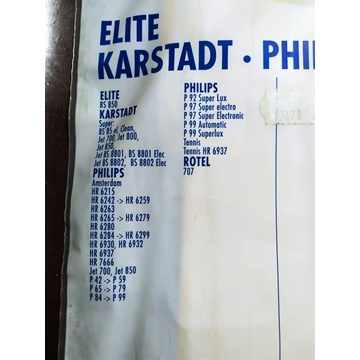 ELITE
KARSTADT · PHI
ELITE
BS 850
KARSTADT
Super:
BS 85 el, Clean,
Jet 700, Jet 800,
Jet 850,
Jet BS 8801, BS 8801 Elec
Jet BS 8802, BS 8802 Elec
PHILIPS
Amsterdam
HR 6215
HR 6242 -> HR 6259
HR 6263
HR 6265 -> HR 6279
HR 6280
HR 6284 -> HR 6299
HR 6930, HR 6932
HR 6937
HR 7666
Jet 700, Jet 850
P 42 -> P 59
P 65 -> P 79
P 84 -> P 99
PHILIPS
P 92 Super Lux
P 97 Super electro
P 97 Super Electronic
P 99 Automatic
P 99 Superlux
Tennis
Tennis HR 6937
ROTEL
707